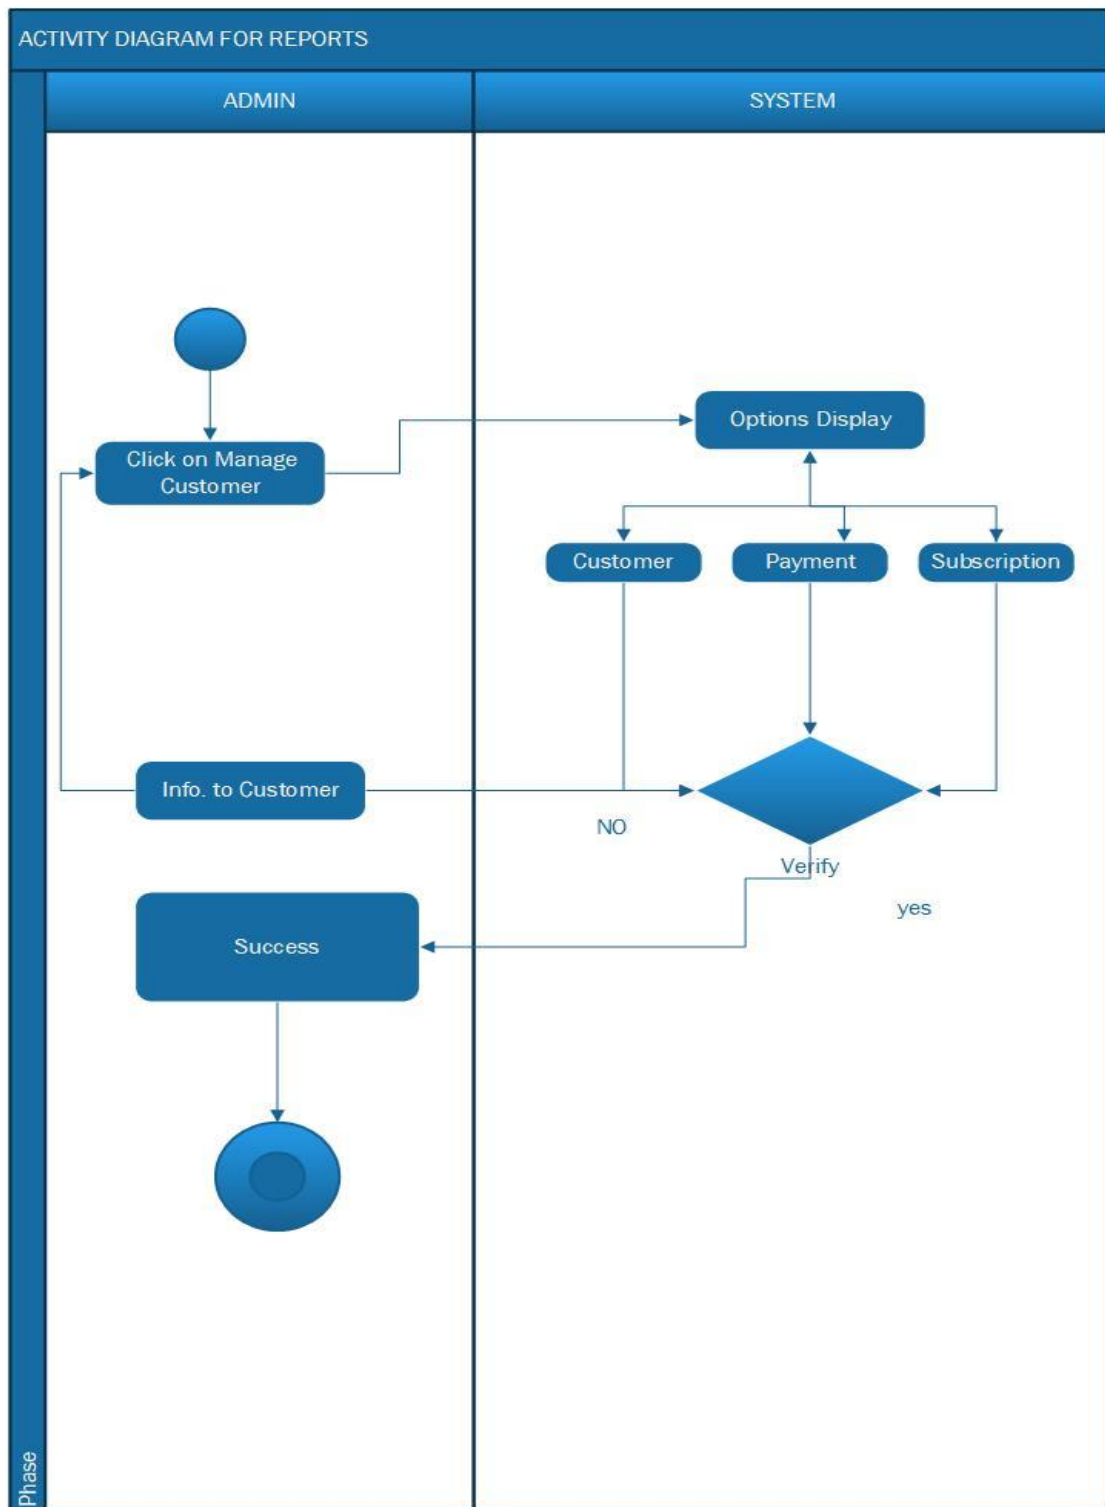 ACTIVITY DIAGRAM FOR REPORTS
ADMIN
SYSTEM
Options Display
Click on Manage
Customer
Customer
Payment
Subscription
Info. to Customer
NO
Verify
yes
Success
Phase